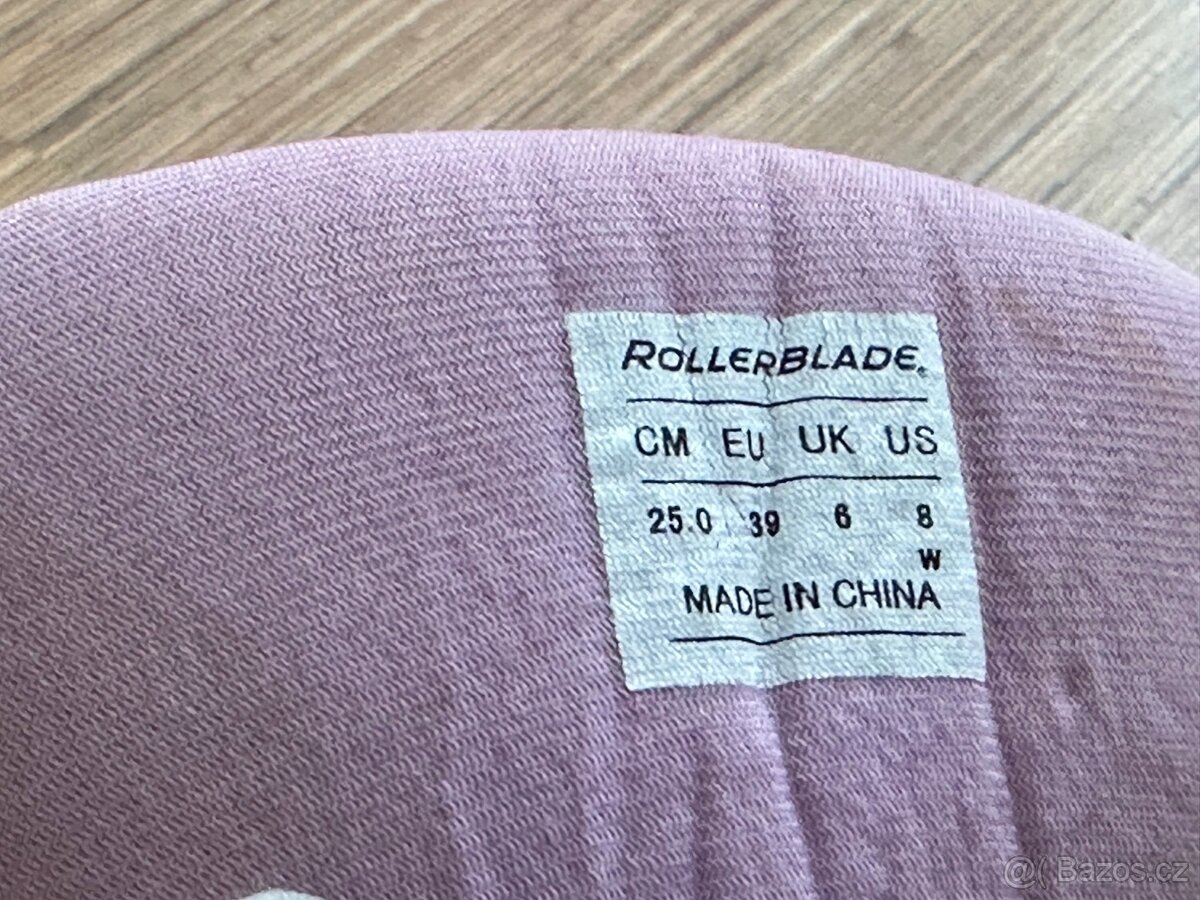 ROLLERBLADE®
CM EU UK US
25.0 39 6 8
W
MADE IN CHINA
@( Bazos.cz